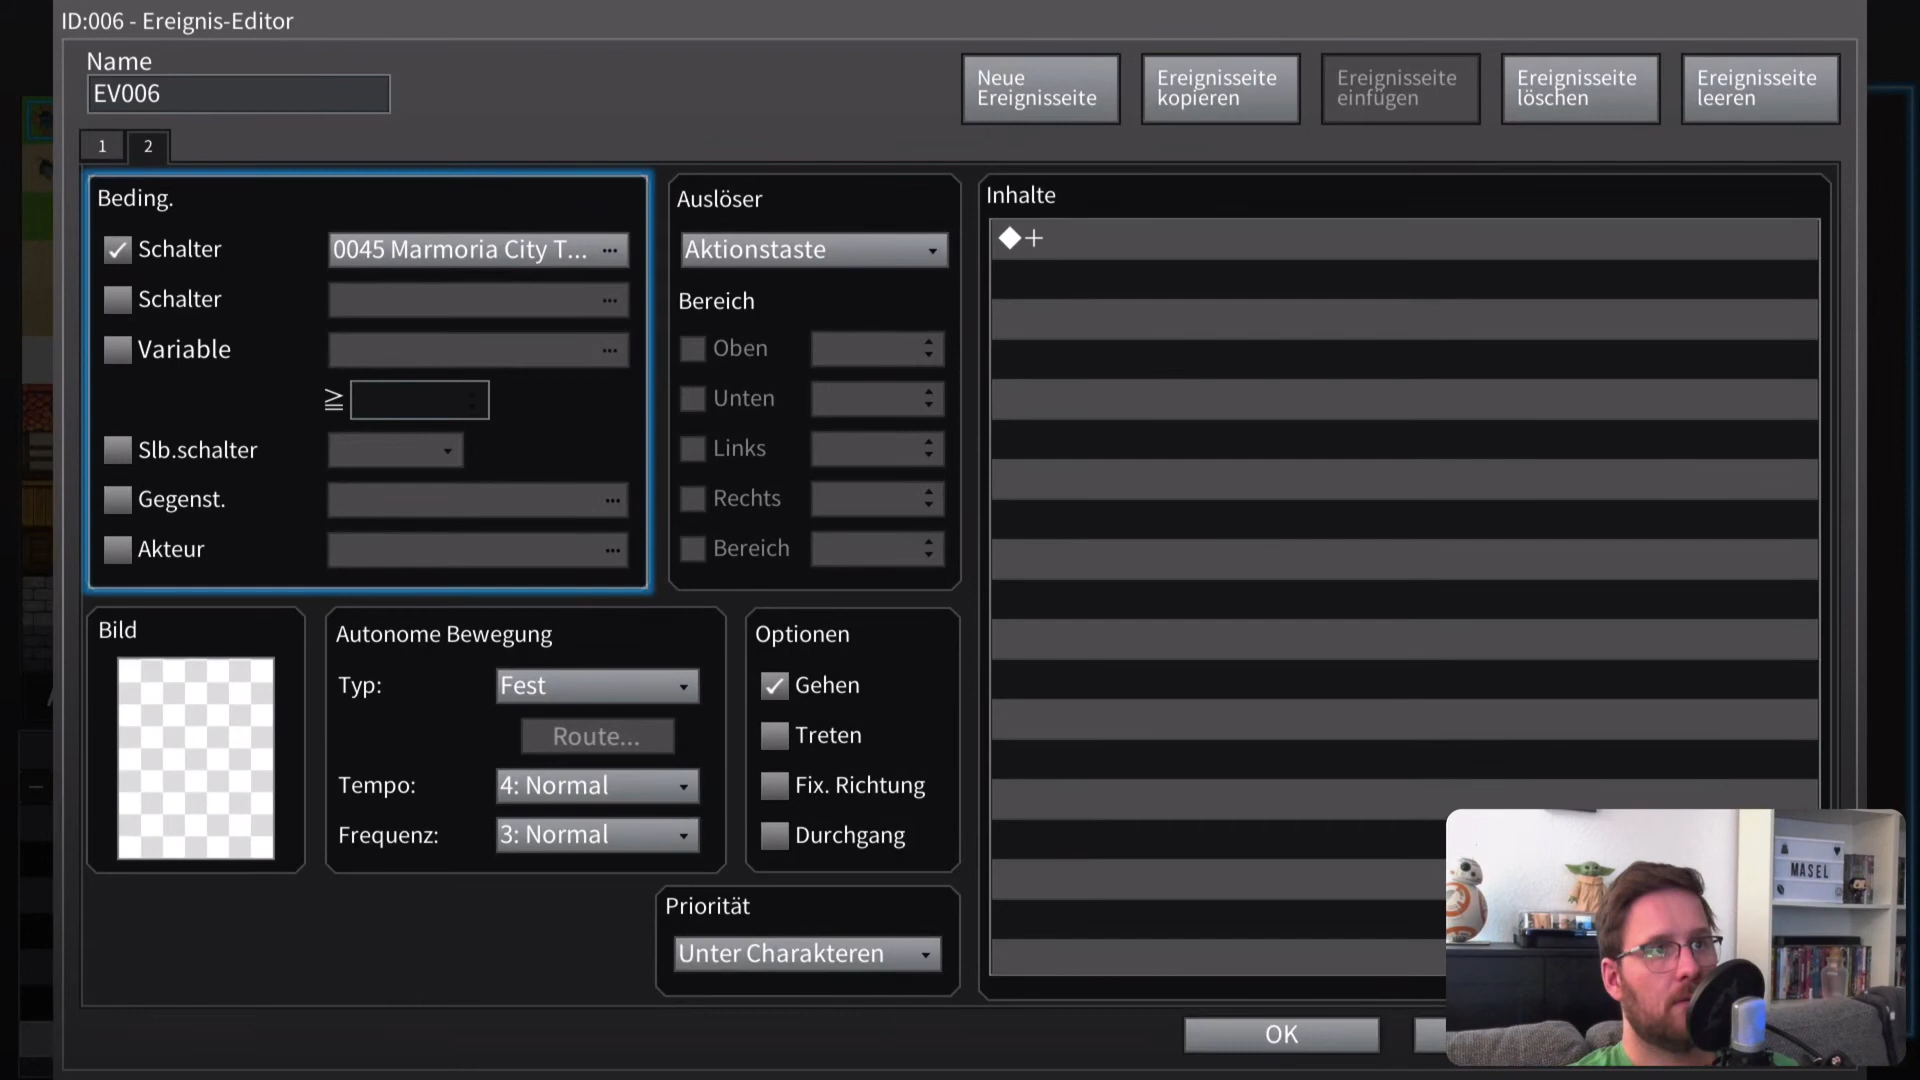 ID:006 - Ereignis-Editor
Name
EV006
Neue
Ereignisseite
Ereignisseite
kopieren
Ereignisseite
einfügen
Ereignisseite
löschen
Ereignisseite
leeren
1
2
Beding.
Schalter
0045 Marmoria City T... ...
Schalter
...
Variable
...
≧
Slb.schalter
Gegenst.
...
Akteur
...
Auslöser
Aktionstaste
Bereich
Oben
Unten
Links
Rechts
Bereich
Inhalte
◆+
Bild
Autonome Bewegung
Typ:
Fest
Route...
Tempo:
4: Normal
Frequenz:
3: Normal
Optionen
Gehen
Treten
Fix. Richtung
Durchgang
Priorität
Unter Charakteren
OK
MASEL